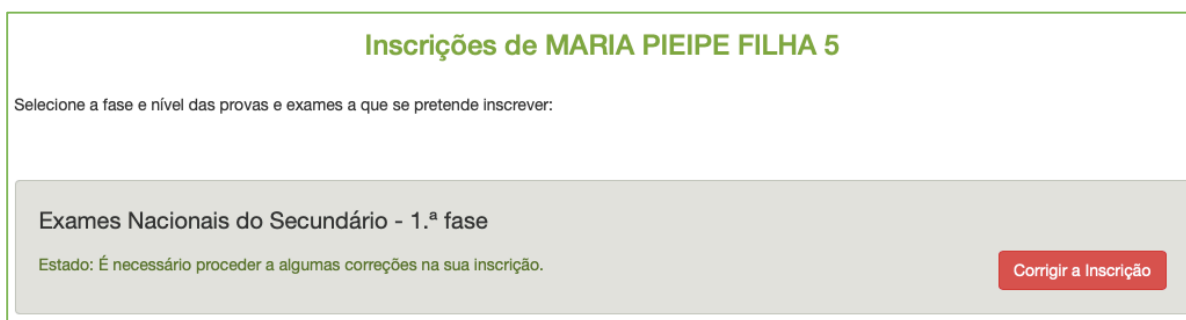 Inscrições de MARIA PIEIPE FILHA 5
Selecione a fase e nível das provas e exames a que se pretende inscrever:
Exames Nacionais do Secundário - 1.ª fase
Estado: É necessário proceder a algumas correções na sua inscrição.
Corrigir a Inscrição